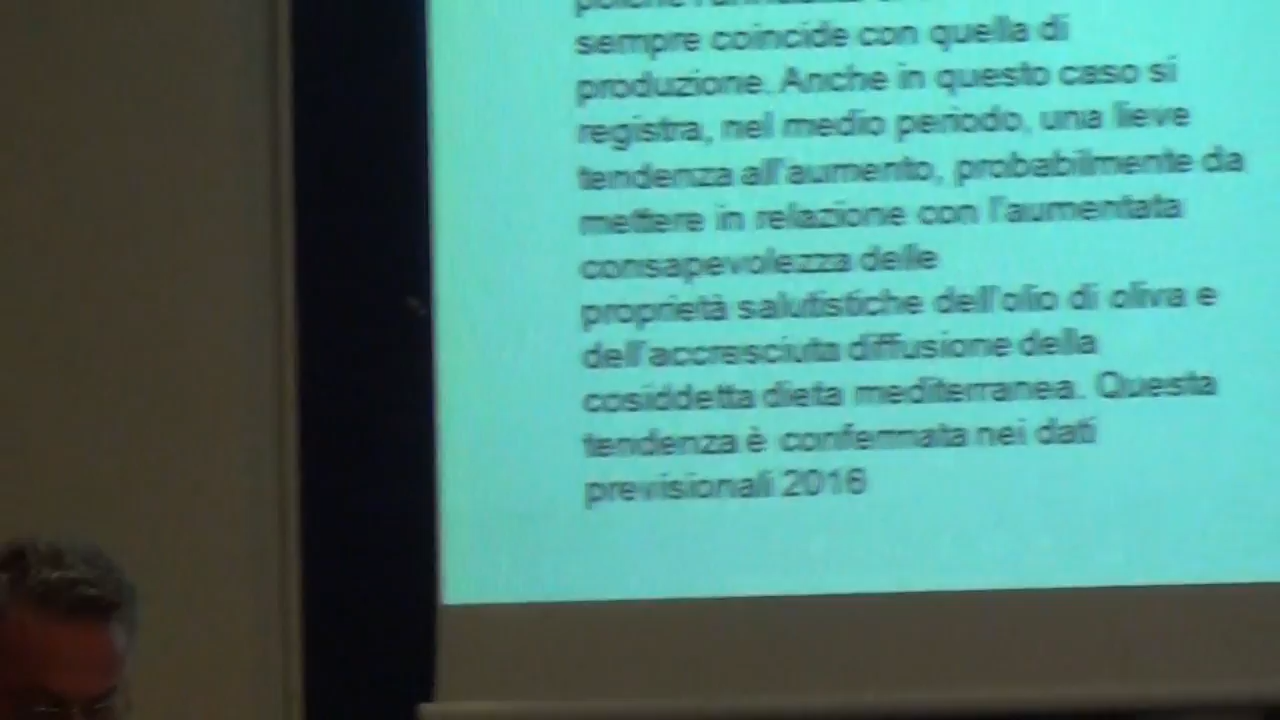 sempre coincide con quella di
produzione. Anche in questo caso si
registra, nel medio periodo, una lieve
tendenza all'aumento, probabilmente da
mettere in relazione con l'aumentata
consapevolezza delle
proprietà salutistiche dell'olio di oliva e
dell'accresciuta diffusione della
cosiddetta dieta mediterranea. Questa
tendenza è confermata nei dati
previsionali 2016